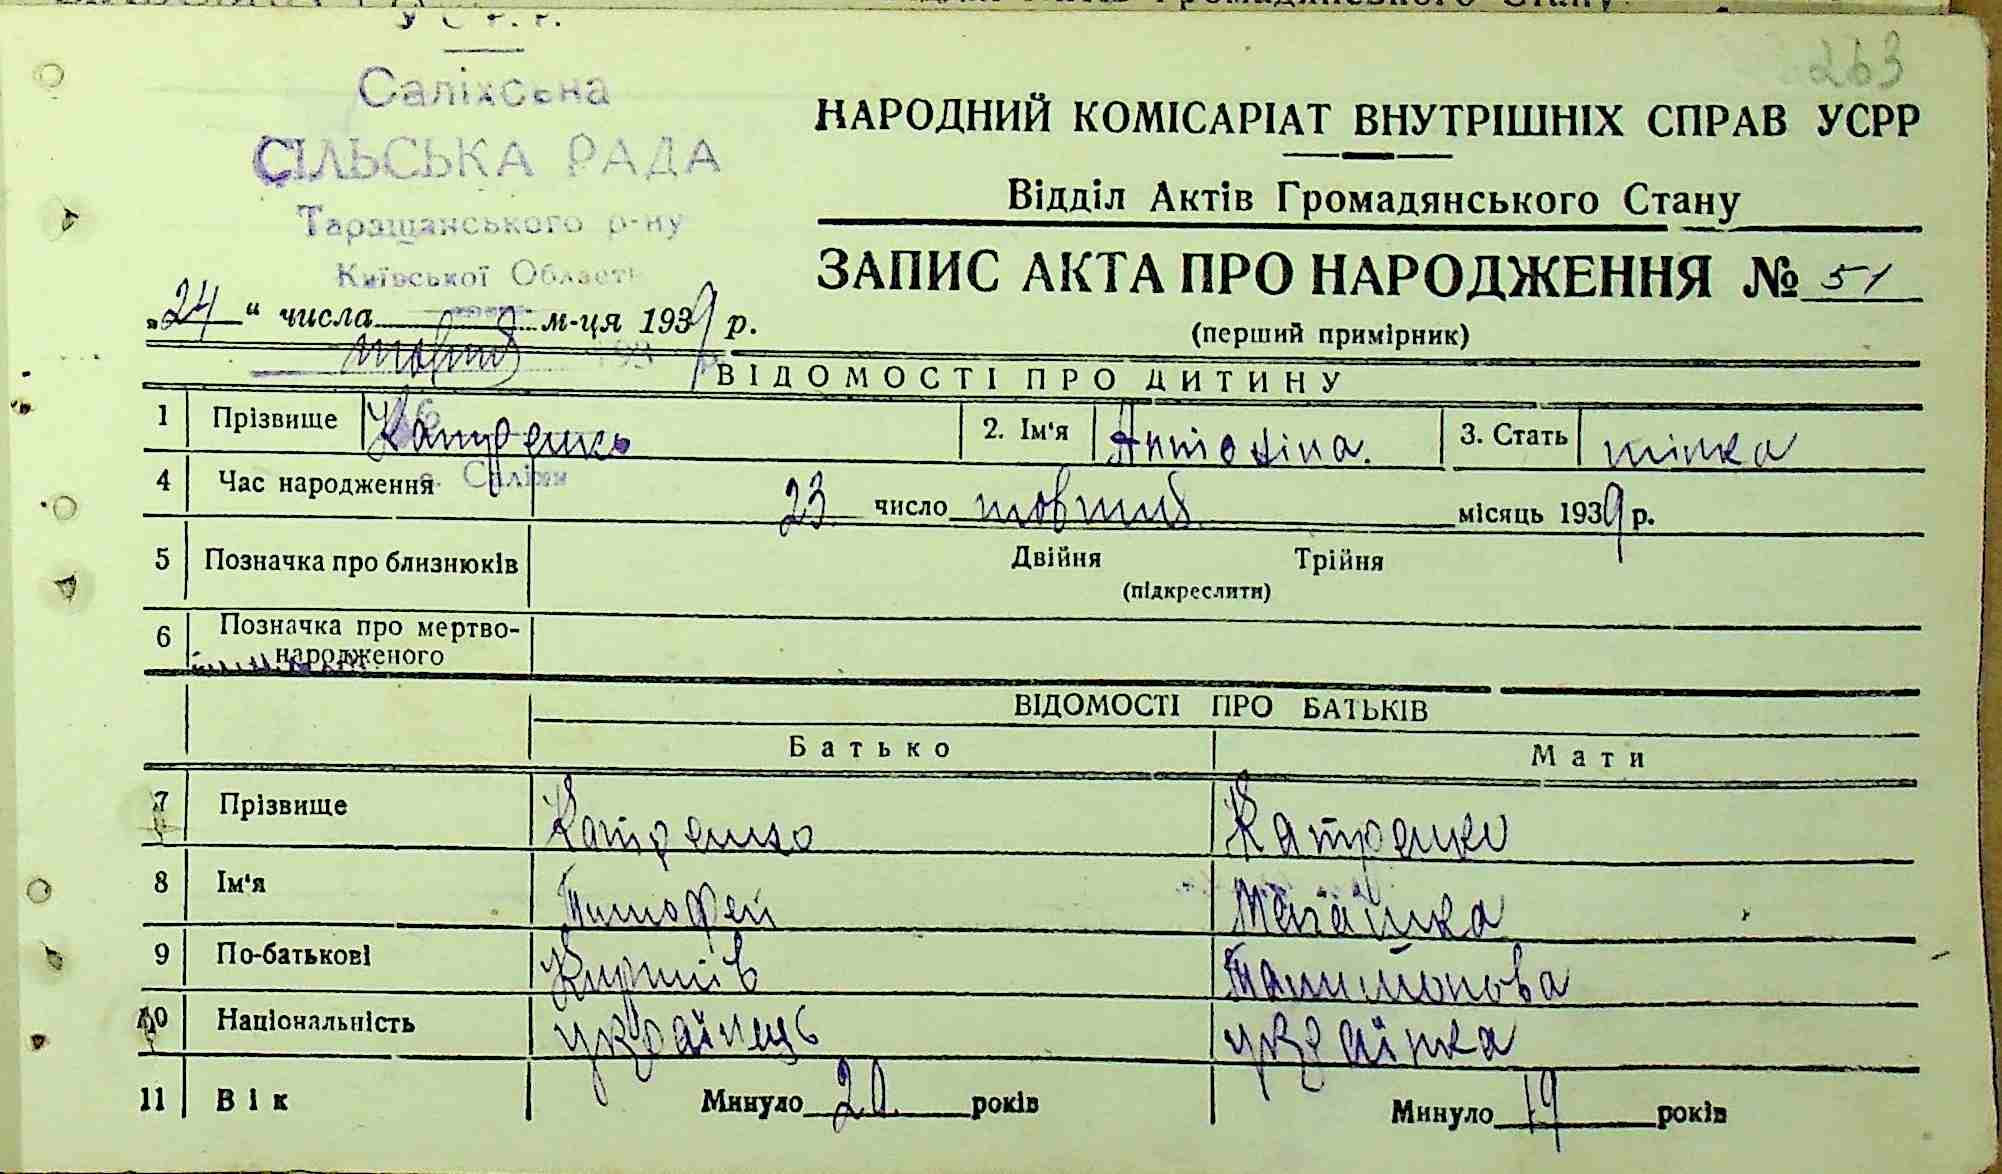 263
У С Р. Р.
Саліхська
СІЛЬСЬКА РАДА
Таращанського р-ну
Київської Області
НАРОДНИЙ КОМІСАРІАТ ВНУТРІШНІХ СПРАВ УСРР
Відділ Актів Громадянського Стану
ЗАПИС АКТА ПРО НАРОДЖЕННЯ № 51
(перший примірник)
„24“ числа м-ця 1939 р.
ВІДОМОСТІ ПРО ДИТИНУ
1 Прізвище Катренко 2. Ім'я Антоніна. 3. Стать жінка
с. Саліхи
4 Час народження 23 число жовтня місяць 1939 р.
5 Позначка про близнюків Двійня Трійня
(підкреслити)
6 Позначка про мертво-
народженого
ВІДОМОСТІ ПРО БАТЬКІВ
Батько Мати
7 Прізвище Катренко Катренко
8 Ім'я Тимофей
9 По-батькові
10 Національність українець українка
11 Вік Минуло 20 років Минуло 19 років